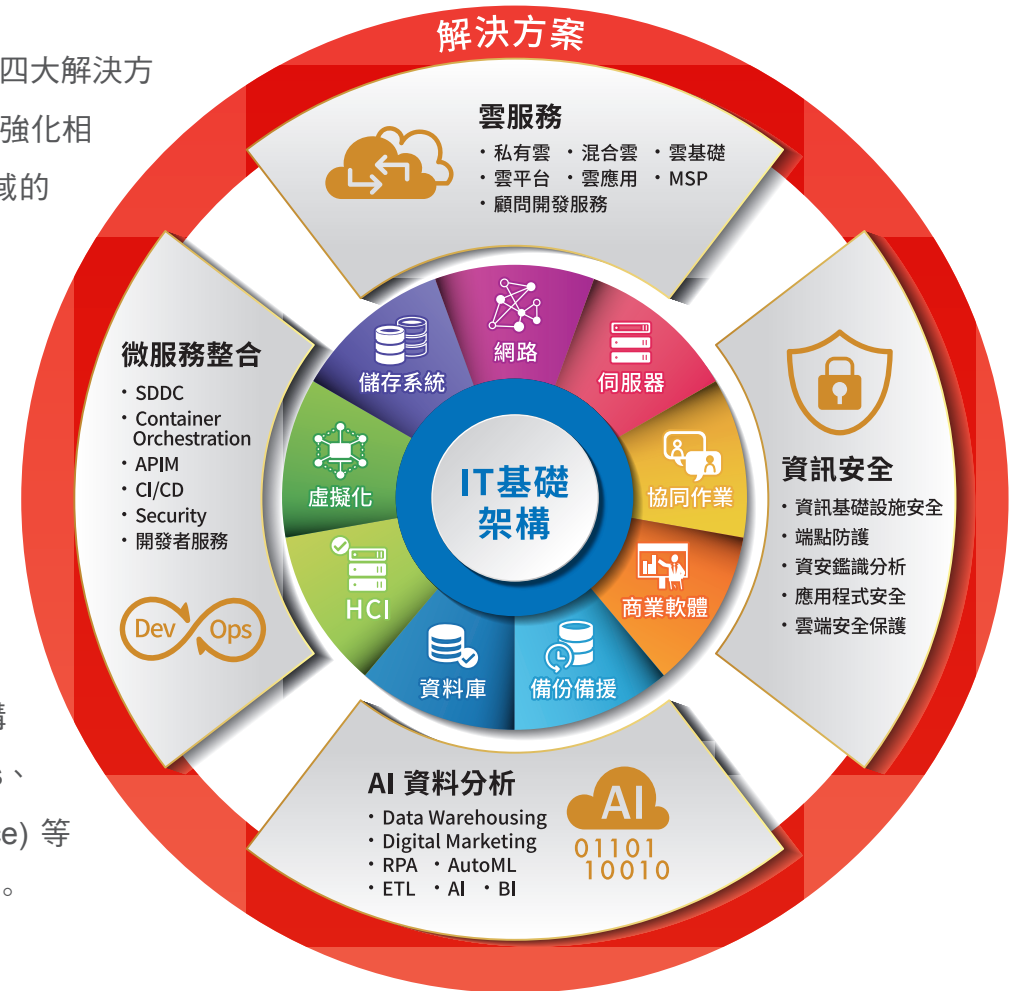 解決方案
四大解決方
強化相
域的
雲服務
・私有雲 ・混合雲 ・雲基礎
・雲平台 ・雲應用 ・MSP
・顧問開發服務
微服務整合
・SDDC
・Container
Orchestration
・APIM
・CI/CD
・Security
・開發者服務
Dev Ops
網路
伺服器
協同作業
商業軟體
備份備援
資料庫
HCI
虛擬化
儲存系統
IT基礎
架構
資訊安全
・資訊基礎設施安全
・端點防護
・資安鑑識分析
・應用程式安全
・雲端安全保護
AI 資料分析
・Data Warehousing
・Digital Marketing
・RPA ・AutoML
・ETL ・AI ・BI
AI
01101
10010
、
e) 等
。